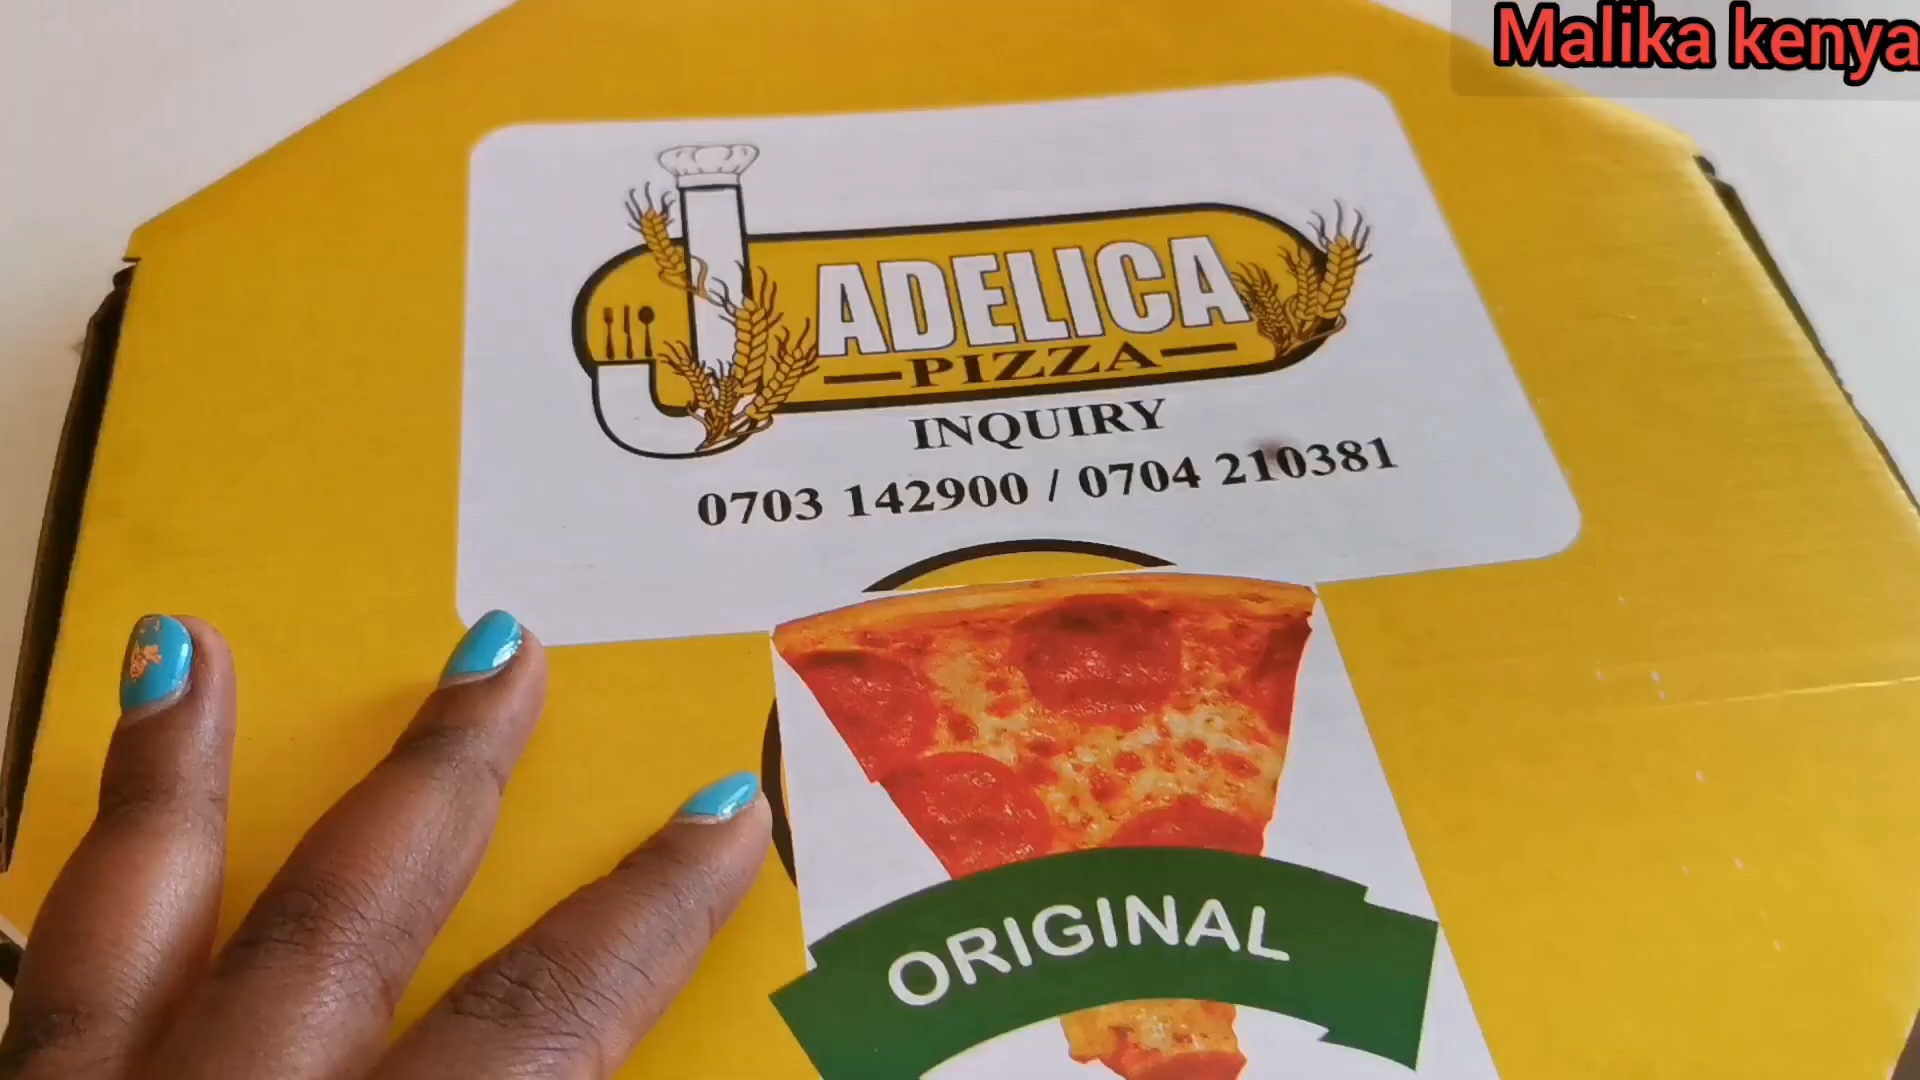 Malika kenya
JADELICA
PIZZA
INQUIRY
0703 142900 / 0704 210381
ORIGINAL